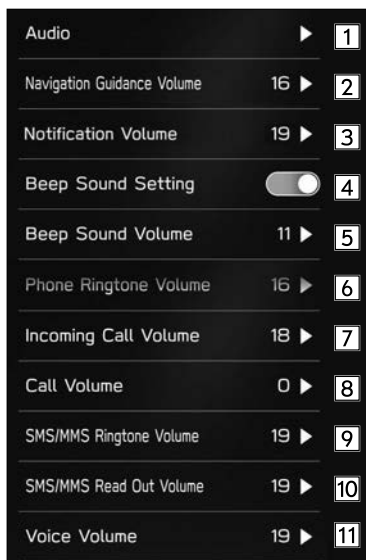 Audio ▶ 1
Navigation Guidance Volume 16 ▶ 2
Notification Volume 19 ▶ 3
Beep Sound Setting 4
Beep Sound Volume 11 ▶ 5
Phone Ringtone Volume 16 ▶ 6
Incoming Call Volume 18 ▶ 7
Call Volume 0 ▶ 8
SMS/MMS Ringtone Volume 19 ▶ 9
SMS/MMS Read Out Volume 19 ▶ 10
Voice Volume 19 ▶ 11